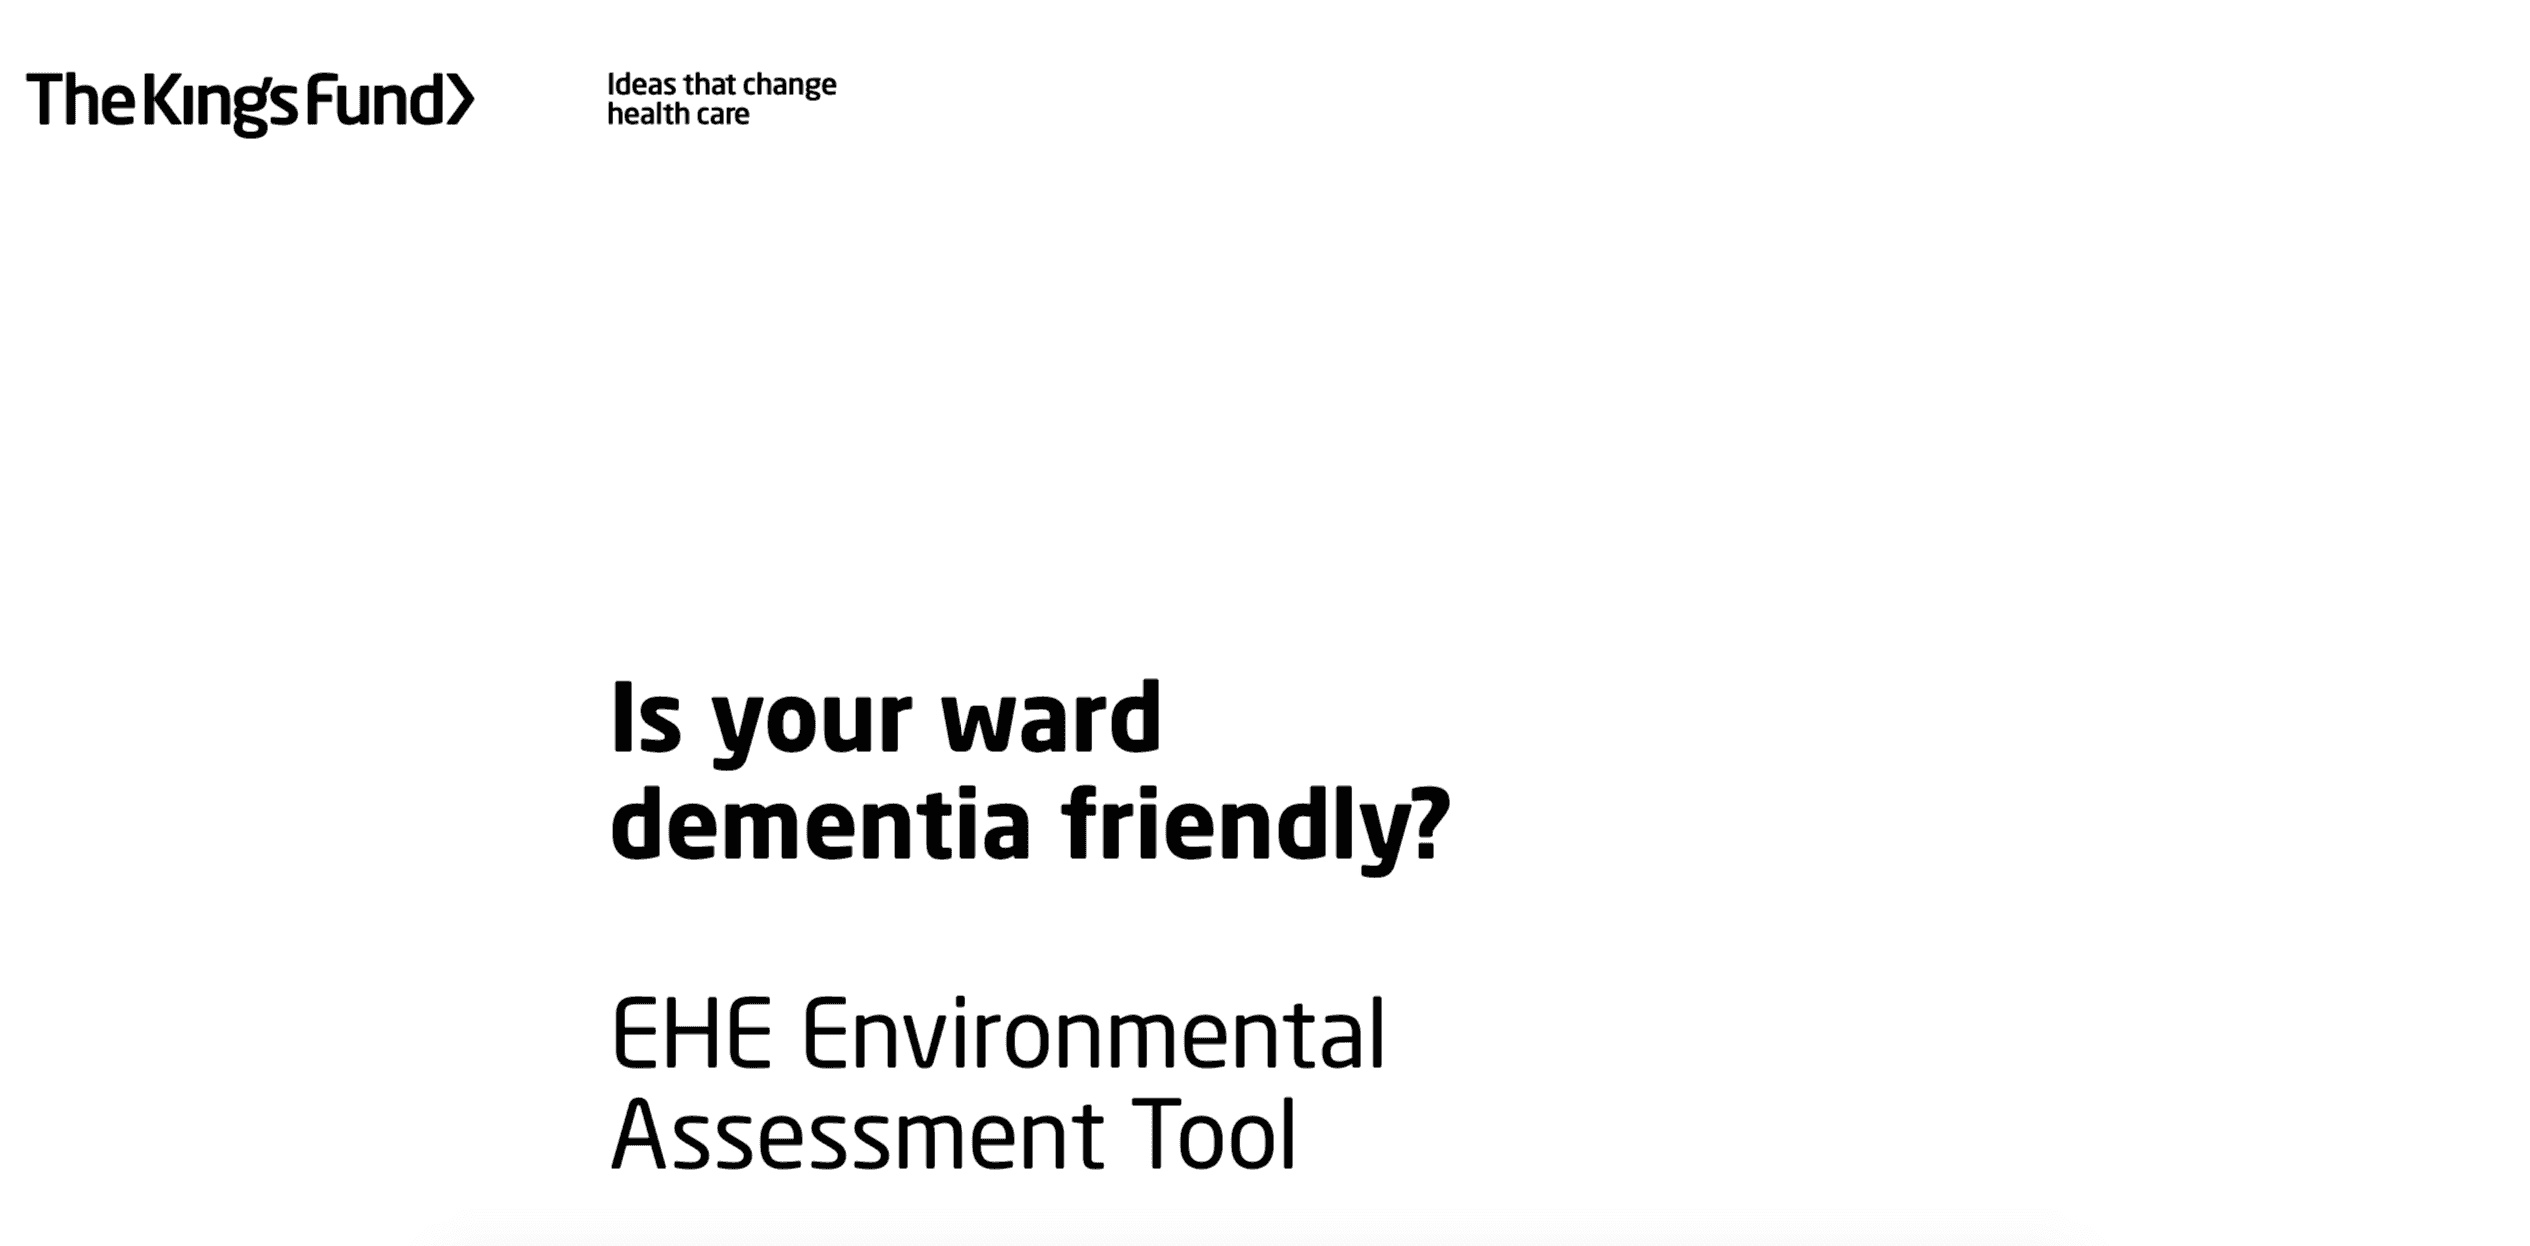 The King's Fund>
Ideas that change
health care
Is your ward
dementia friendly?
EHE Environmental
Assessment Tool